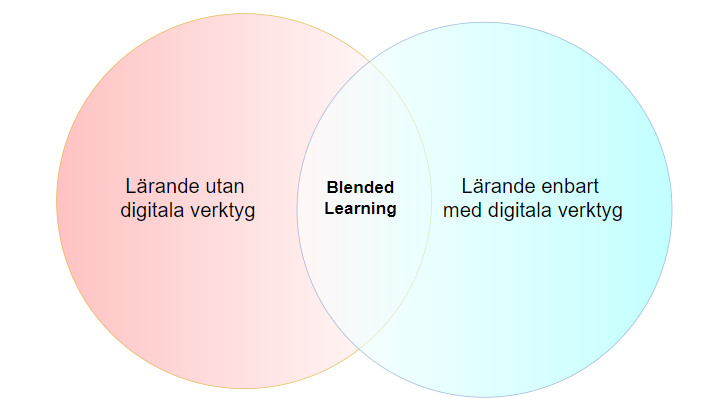 Lärande utan
digitala verktyg
Blended
Learning
Lärande enbart
med digitala verktyg